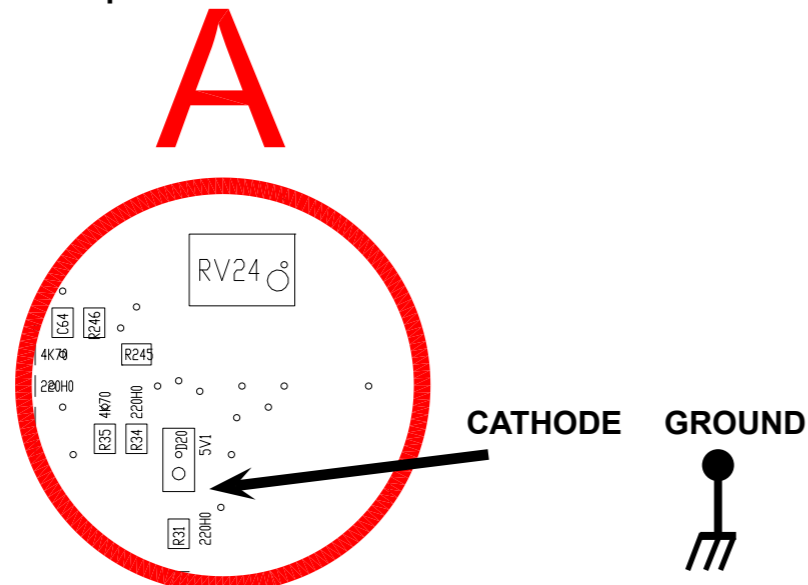 A
RV24
C64
R246
4K70
R245
220H0
4K70
220H0
R35
R34
D20
5V1
CATHODE GROUND
R31
220H0